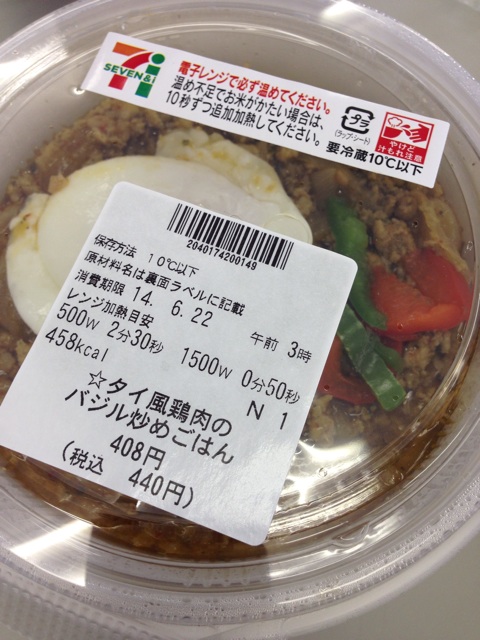 SEVEN&i
電子レンジで必ず温めてください。
温め不足でお米がかたい場合は、
10秒ずつ追加加熱してください。
プラ
(ラップ・シート)
やけど
汁もれ注意
要冷蔵10℃以下
2040174200149
保存方法 10℃以下
原材料名は裏面ラベルに記載
消費期限 14. 6.22 午前 3時
レンジ加熱目安
500W 2分30秒 1500W 0分50秒
458kcal N 1
☆タイ風鶏肉の
バジル炒めごはん
408円
(税込 440円)